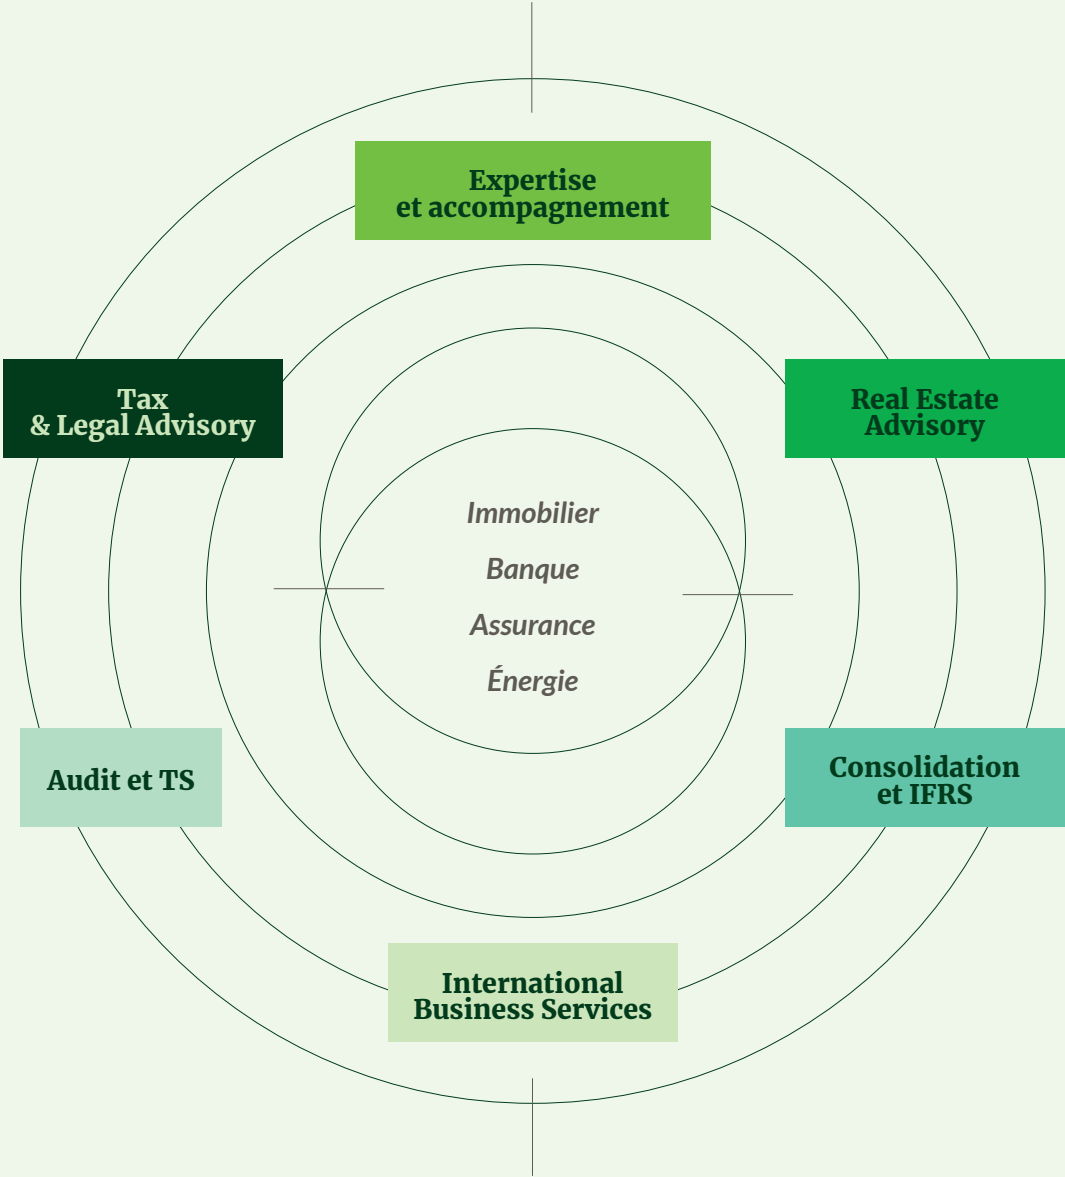 Expertise
et accompagnement
Tax
& Legal Advisory
Real Estate
Advisory
Immobilier
Banque
Assurance
Énergie
Audit et TS
Consolidation
et IFRS
International
Business Services